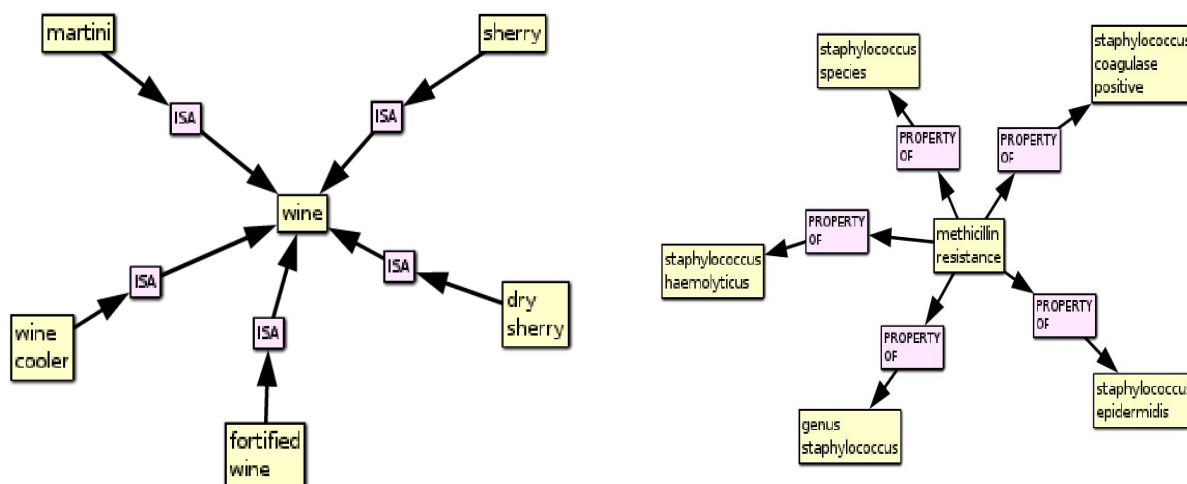 martini
sherry
ISA
ISA
wine
ISA
ISA
wine
cooler
dry
sherry
ISA
fortified
wine
staphylococcus
species
staphylococcus
coagulase
positive
PROPERTY
OF
PROPERTY
OF
PROPERTY
OF
methicillin
resistance
staphylococcus
haemolyticus
PROPERTY
OF
PROPERTY
OF
staphylococcus
epidermidis
genus
staphylococcus